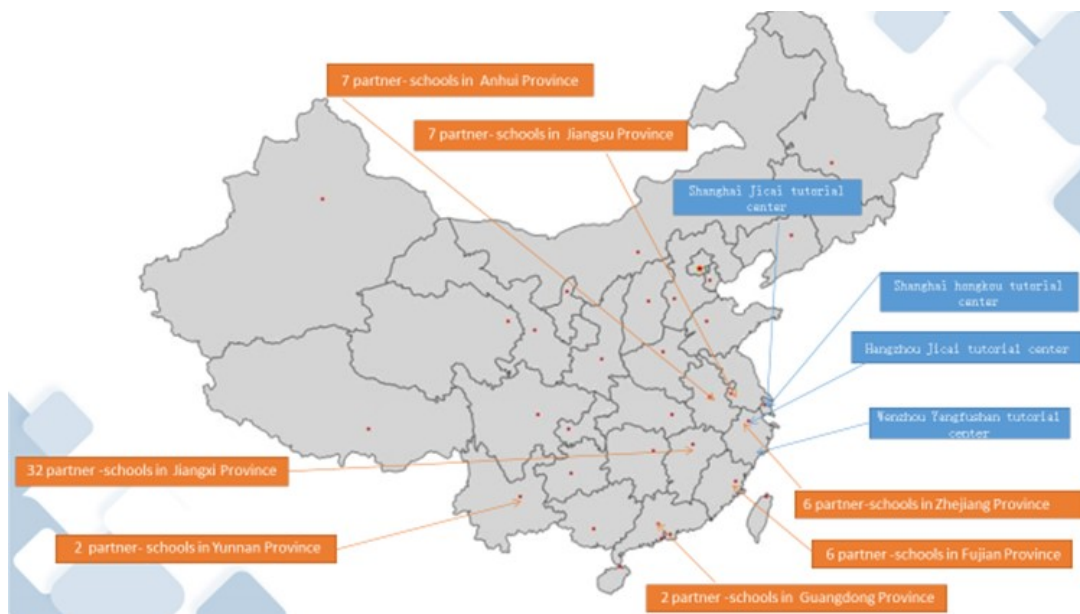 7 partner- schools in  Anhui Province
7 partner- schools in  Jiangsu Province
Shanghai Jicai tutorial
center
Shanghai hongkou tutorial
center
Hangzhou Jicai tutorial center
Wenzhou Yangfushan tutorial
center
32 partner -schools in Jiangxi Province
6 partner-schools in Zhejiang Province
2  partner- schools in Yunnan Province
6 partner -schools in Fujian Province
2 partner-schools in  Guangdong Province